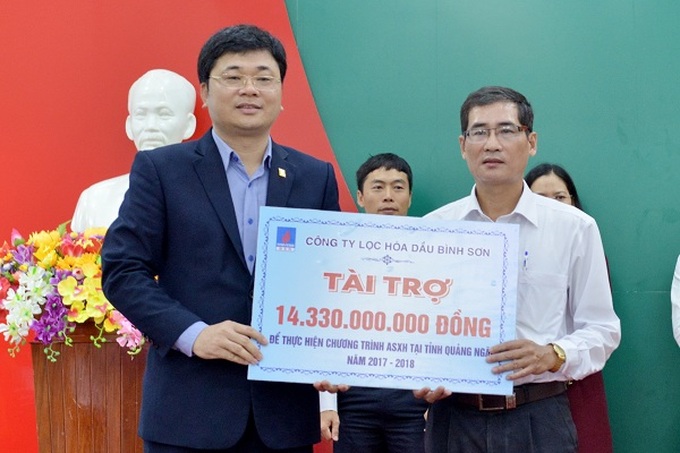 CÔNG TY LỌC HÓA DẦU BÌNH SƠN
TÀI TRỢ
14.330.000.000 ĐỒNG
ĐỂ THỰC HIỆN CHƯƠNG TRÌNH ASXH TẠI TỈNH QUẢNG
NĂM 2017 - 2018